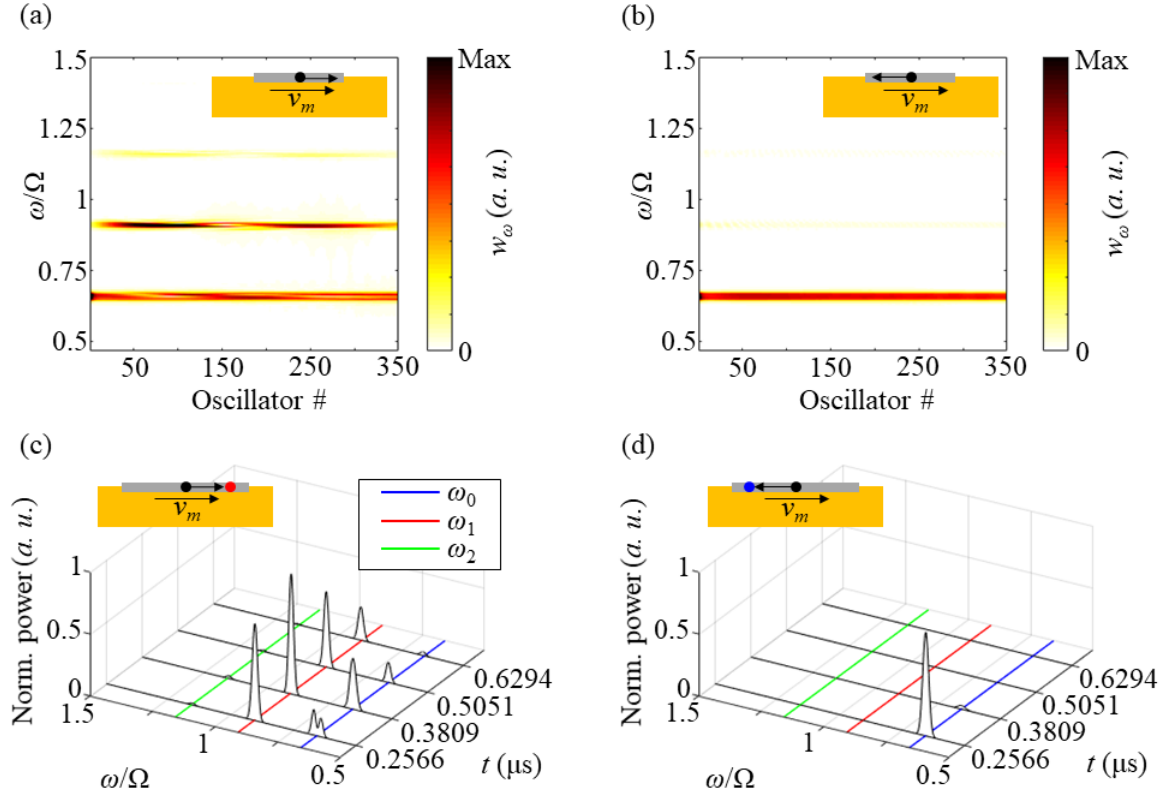 (a)
1.5
1.25
1
0.75
0.5
ω/Ω
v_m
50
150
250
350
Oscillator #
Max
0
w_ω (a. u.)
(b)
1.5
1.25
1
0.75
0.5
ω/Ω
v_m
50
150
250
350
Oscillator #
Max
0
w_ω (a. u.)
(c)
v_m
ω_0
ω_1
ω_2
Norm. power (a. u.)
1
0.5
0
1.5
1
0.5
ω/Ω
0.6294
0.5051
0.3809
0.2566
t (μs)
(d)
v_m
Norm. power (a. u.)
1
0.5
0
1.5
1
0.5
ω/Ω
0.6294
0.5051
0.3809
0.2566
t (μs)